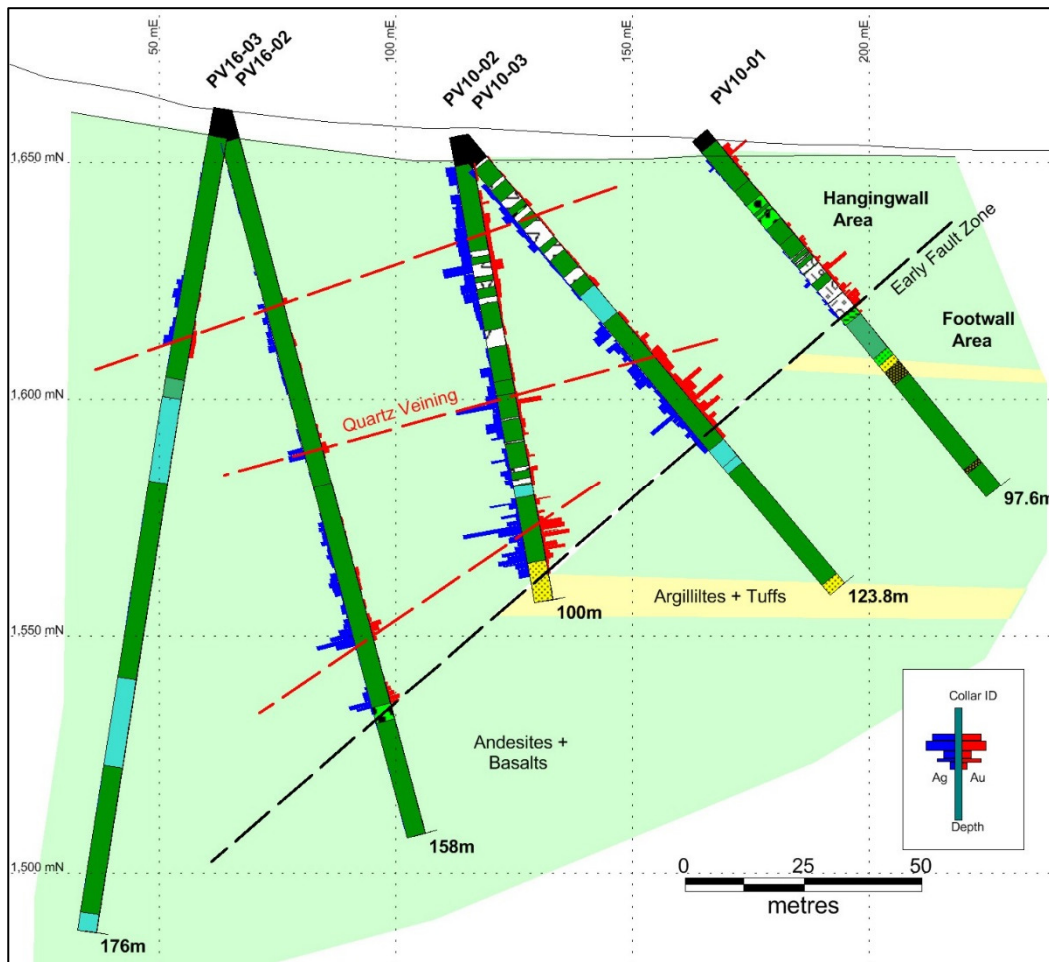 50 mE
100 mE
150 mE
200 mE
PV16-03
PV16-02
PV10-02
PV10-03
PV10-01
1,650 mN
Hangingwall
Area
Early Fault Zone
Footwall
Area
1,600 mN
Quartz Veining
97.6m
Argilliltes + Tuffs
123.8m
100m
1,550 mN
Andesites +
Basalts
Collar ID
Ag
Au
Depth
158m
1,500 mN
0
25
50
metres
176m